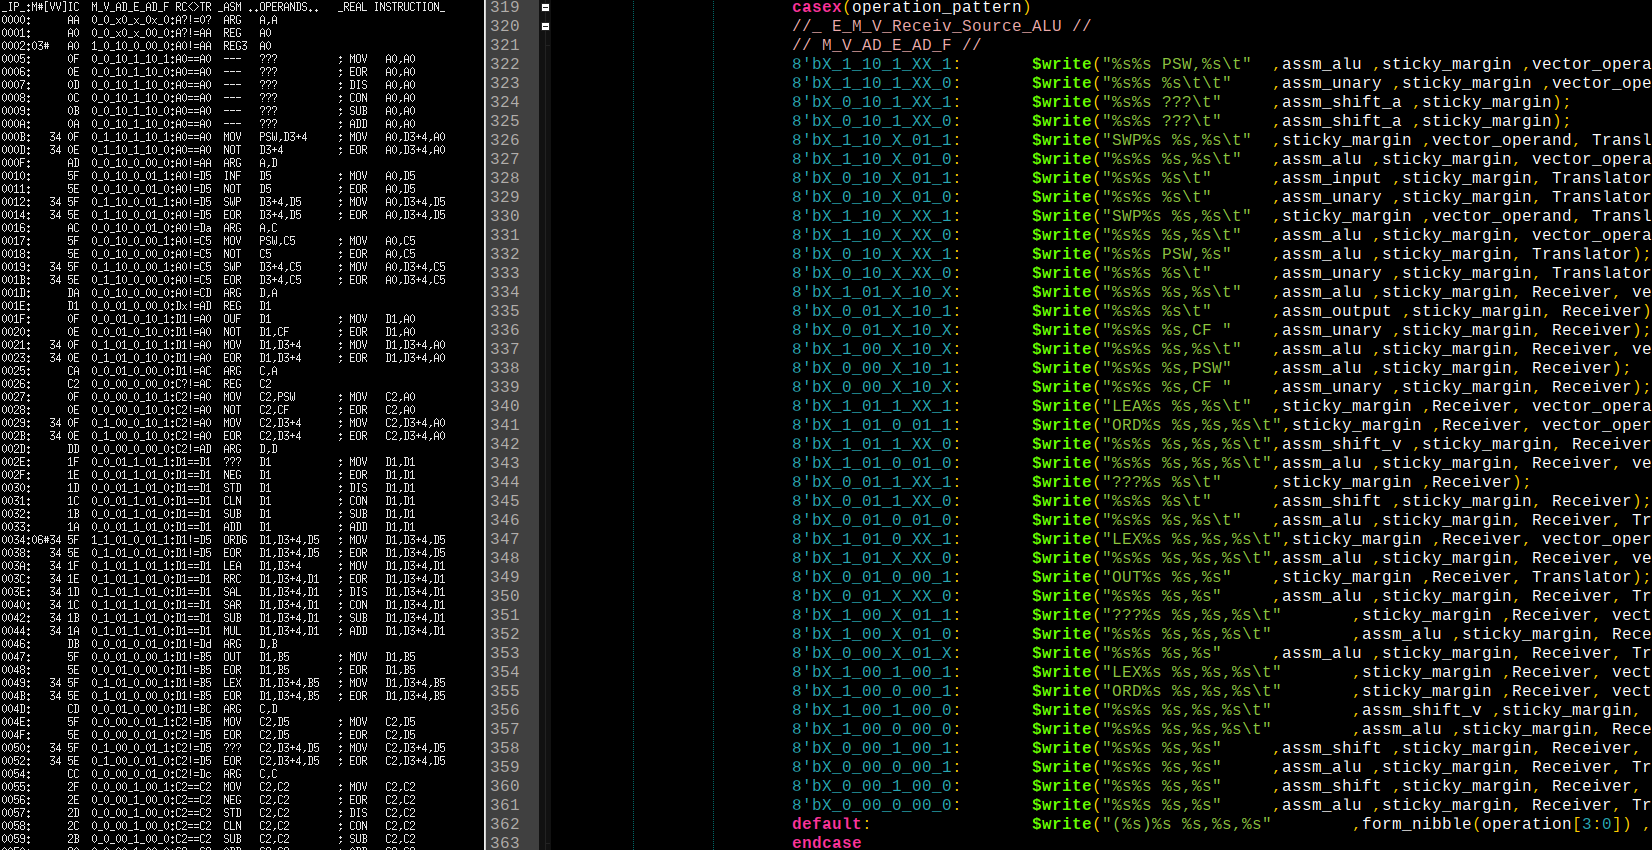 _IP_:M#[VV]IC  M_V_AD_E_AD_F RC<>TR _ASM ..OPERANDS..  _REAL INSTRUCTION_
0000:      AA  0_0_x0_x_0x_0:A?!=0? ARG  A,A
0001:      A0  0_0_x0_x_00_0:A?!=AA REG  A0
0002:03#   A0  1_0_10_0_00_0:A0!=AA REG3 A0
0005:      0F  0_0_10_1_10_1:A0==A0 ---  ???  ; MOV  A0,A0
0006:      0E  0_0_10_1_10_0:A0==A0 ---  ???  ; EOR  A0,A0
0007:      0D  0_0_10_1_10_0:A0==A0 ---  ???  ; DIS  A0,A0
0008:      0C  0_0_10_1_10_0:A0==A0 ---  ???  ; CON  A0,A0
0009:      0B  0_0_10_1_10_0:A0==A0 ---  ???  ; SUB  A0,A0
000A:      0A  0_0_10_1_10_0:A0==A0 ---  ???  ; ADD  A0,A0
000B:   34 0F  0_1_10_1_10_1:A0==A0 MOV  PSW,D3+4  ; MOV  A0,D3+4,A0
000D:   34 0E  0_1_10_1_10_0:A0==A0 NOT  D3+4  ; EOR  A0,D3+4,A0
000F:      AD  0_0_10_0_00_0:A0!=AA ARG  A,D
0010:      5F  0_0_10_0_01_1:A0!=D5 INF  D5  ; MOV  A0,D5
0011:      5E  0_0_10_0_01_0:A0!=D5 NOT  D5  ; EOR  A0,D5
0012:   34 5F  0_1_10_0_01_1:A0!=D5 SWP  D3+4,D5  ; MOV  A0,D3+4,D5
0014:   34 5E  0_1_10_0_01_0:A0!=D5 EOR  D3+4,D5  ; EOR  A0,D3+4,D5
0016:      AC  0_0_10_0_01_0:A0!=Da ARG  A,C
0017:      5F  0_0_10_0_00_1:A0!=C5 MOV  PSW,C5  ; MOV  A0,C5
0018:      5E  0_0_10_0_00_0:A0!=C5 NOT  C5  ; EOR  A0,C5
0019:   34 5F  0_1_10_0_00_1:A0!=C5 SWP  D3+4,C5  ; MOV  A0,D3+4,C5
001B:   34 5E  0_1_10_0_00_0:A0!=C5 EOR  D3+4,C5  ; EOR  A0,D3+4,C5
001D:      DA  0_0_10_0_00_0:A0!=CD ARG  D,A
001E:      D1  0_0_01_0_00_0:Dx!=AD REG  D1
001F:      0F  0_0_01_0_10_1:D1!=A0 OUF  D1  ; MOV  D1,A0
0020:      0E  0_0_01_0_10_0:D1!=A0 NOT  D1,CF  ; EOR  D1,A0
0021:   34 0F  0_1_01_0_10_1:D1!=A0 MOV  D1,D3+4  ; MOV  D1,D3+4,A0
0023:   34 0E  0_1_01_0_10_0:D1!=A0 EOR  D1,D3+4  ; EOR  D1,D3+4,A0
0025:      CA  0_0_01_0_10_0:D1!=AC ARG  C,A
0026:      C2  0_0_00_0_10_0:C?!=AC REG  C2
0027:      0F  0_0_00_0_10_1:C2!=A0 MOV  C2,PSW  ; MOV  C2,A0
0028:      0E  0_0_00_0_10_0:C2!=A0 NOT  C2,CF  ; EOR  C2,A0
0029:   34 0F  0_1_00_0_10_1:C2!=A0 MOV  C2,D3+4  ; MOV  C2,D3+4,A0
002B:   34 0E  0_1_00_0_10_0:C2!=A0 EOR  C2,D3+4  ; EOR  C2,D3+4,A0
002D:      DD  0_0_00_0_10_0:C2!=AD ARG  D,D
002E:      1F  0_0_01_1_01_1:D1==D1 ???  D1  ; MOV  D1,D1
002F:      1E  0_0_01_1_01_0:D1==D1 NEG  D1  ; EOR  D1,D1
0030:      1D  0_0_01_1_01_0:D1==D1 STD  D1  ; DIS  D1,D1
0031:      1C  0_0_01_1_01_0:D1==D1 CLN  D1  ; CON  D1,D1
0032:      1B  0_0_01_1_01_0:D1==D1 SUB  D1  ; SUB  D1,D1
0033:      1A  0_0_01_1_01_0:D1==D1 ADD  D1  ; ADD  D1,D1
0034:06#34 5F  1_1_01_0_01_1:D1!=D5 ORD6 D1,D3+4,D5  ; MOV  D1,D3+4,D5
0038:   34 5E  0_1_01_0_01_0:D1!=D5 EOR  D1,D3+4,D5  ; EOR  D1,D3+4,D5
003A:   34 1F  0_1_01_1_01_1:D1==D1 LEA  D1,D3+4  ; MOV  D1,D3+4,D1
003C:   34 1E  0_1_01_1_01_0:D1==D1 RRC  D1,D3+4,D1  ; EOR  D1,D3+4,D1
003E:   34 1D  0_1_01_1_01_0:D1==D1 SAL  D1,D3+4,D1  ; DIS  D1,D3+4,D1
0040:   34 1C  0_1_01_1_01_0:D1==D1 SAR  D1,D3+4,D1  ; CON  D1,D3+4,D1
0042:   34 1B  0_1_01_1_01_0:D1==D1 SUB  D1,D3+4,D1  ; SUB  D1,D3+4,D1
0044:   34 1A  0_1_01_1_01_0:D1==D1 MUL  D1,D3+4,D1  ; ADD  D1,D3+4,D1
0046:      DB  0_0_01_0_01_0:D1!=Dd ARG  D,B
0047:      5F  0_0_01_0_00_1:D1!=B5 OUT  D1,B5  ; MOV  D1,B5
0048:      5E  0_0_01_0_00_0:D1!=B5 EOR  D1,B5  ; EOR  D1,B5
0049:   34 5F  0_1_01_0_00_1:D1!=B5 LEX  D1,D3+4,B5  ; MOV  D1,D3+4,B5
004B:   34 5E  0_1_01_0_00_0:D1!=B5 EOR  D1,D3+4,B5  ; EOR  D1,D3+4,B5
004D:      CD  0_0_01_0_00_0:D1!=BC ARG  C,D
004E:      5F  0_0_00_0_01_1:C2!=D5 MOV  C2,D5  ; MOV  C2,D5
004F:      5E  0_0_00_0_01_0:C2!=D5 EOR  C2,D5  ; EOR  C2,D5
0050:   34 5F  0_1_00_0_01_1:C2!=D5 ???  C2,D3+4,D5  ; MOV  C2,D3+4,D5
0052:   34 5E  0_1_00_0_01_0:C2!=D5 EOR  C2,D3+4,D5  ; EOR  C2,D3+4,D5
0054:      CC  0_0_00_0_01_0:C2!=Dc ARG  C,C
0055:      2F  0_0_00_1_00_1:C2==C2 MOV  C2,C2  ; MOV  C2,C2
0056:      2E  0_0_00_1_00_0:C2==C2 NEG  C2,C2  ; EOR  C2,C2
0057:      2D  0_0_00_1_00_0:C2==C2 STD  C2,C2  ; DIS  C2,C2
0058:      2C  0_0_00_1_00_0:C2==C2 CLN  C2,C2  ; CON  C2,C2
0059:      2B  0_0_00_1_00_0:C2==C2 SUB  C2,C2  ; SUB  C2,C2
319 casex(operation_pattern)
320 //_ E_M_V_Receiv_Source_ALU //
321 // M_V_AD_E_AD_F //
322 8'bX_1_10_1_XX_1: $write("%s%s PSW,%s\t" ,assm_alu ,sticky_margin ,vector_opera
323 8'bX_1_10_1_XX_0: $write("%s%s %s\t\t" ,assm_unary ,sticky_margin ,vector_ope
324 8'bX_0_10_1_XX_1: $write("%s%s ???\t" ,assm_shift_a ,sticky_margin);
325 8'bX_0_10_1_XX_0: $write("%s%s ???\t" ,assm_shift_a ,sticky_margin);
326 8'bX_1_10_X_01_1: $write("SWP%s %s,%s\t" ,sticky_margin ,vector_operand, Transl
327 8'bX_1_10_X_01_0: $write("%s%s %s,%s\t" ,assm_alu ,sticky_margin, vector_opera
328 8'bX_0_10_X_01_1: $write("%s%s %s\t" ,assm_input ,sticky_margin, Translator
329 8'bX_0_10_X_01_0: $write("%s%s %s\t" ,assm_unary ,sticky_margin, Translator
330 8'bX_1_10_X_XX_1: $write("SWP%s %s,%s\t" ,sticky_margin ,vector_operand, Transl
331 8'bX_1_10_X_XX_0: $write("%s%s %s,%s\t" ,assm_alu ,sticky_margin, vector_opera
332 8'bX_0_10_X_XX_1: $write("%s%s PSW,%s" ,assm_alu ,sticky_margin, Translator);
333 8'bX_0_10_X_XX_0: $write("%s%s %s\t" ,assm_unary ,sticky_margin, Translator
334 8'bX_1_01_X_10_X: $write("%s%s %s,%s\t" ,assm_alu ,sticky_margin, Receiver, ve
335 8'bX_0_01_X_10_1: $write("%s%s %s\t" ,assm_output ,sticky_margin, Receiver)
336 8'bX_0_01_X_10_X: $write("%s%s %s,CF " ,assm_unary ,sticky_margin, Receiver);
337 8'bX_1_00_X_10_X: $write("%s%s %s,%s\t" ,assm_alu ,sticky_margin, Receiver, ve
338 8'bX_0_00_X_10_1: $write("%s%s %s,PSW" ,assm_alu ,sticky_margin, Receiver);
339 8'bX_0_00_X_10_X: $write("%s%s %s,CF " ,assm_unary ,sticky_margin, Receiver);
340 8'bX_1_01_1_XX_1: $write("LEA%s %s,%s\t" ,sticky_margin ,Receiver, vector_opera
341 8'bX_1_01_0_01_1: $write("ORD%s %s,%s,%s\t",sticky_margin ,Receiver, vector_oper
342 8'bX_1_01_1_XX_0: $write("%s%s %s,%s,%s\t",assm_shift_v ,sticky_margin, Receiver
343 8'bX_1_01_0_01_0: $write("%s%s %s,%s,%s\t",assm_alu ,sticky_margin, Receiver, ve
344 8'bX_0_01_1_XX_1: $write("???%s %s\t" ,sticky_margin ,Receiver);
345 8'bX_0_01_1_XX_0: $write("%s%s %s\t" ,assm_shift ,sticky_margin, Receiver);
346 8'bX_0_01_0_01_0: $write("%s%s %s,%s\t" ,assm_alu ,sticky_margin, Receiver, Tr
347 8'bX_1_01_X_XX_1: $write("LEX%s %s,%s,%s\t",sticky_margin ,Receiver, vector_oper
348 8'bX_1_01_X_XX_0: $write("%s%s %s,%s,%s\t",assm_alu ,sticky_margin, Receiver, ve
349 8'bX_0_01_0_00_1: $write("OUT%s %s,%s" ,sticky_margin ,Receiver, Translator);
350 8'bX_0_01_X_XX_0: $write("%s%s %s,%s" ,assm_alu ,sticky_margin, Receiver, Tr
351 8'bX_1_00_X_01_1: $write("???%s %s,%s,%s\t" ,sticky_margin ,Receiver, vect
352 8'bX_1_00_X_01_0: $write("%s%s %s,%s,%s\t" ,assm_alu ,sticky_margin, Rece
353 8'bX_0_00_X_01_X: $write("%s%s %s,%s" ,assm_alu ,sticky_margin, Receiver, Tr
354 8'bX_1_00_1_00_1: $write("LEX%s %s,%s,%s\t" ,sticky_margin ,Receiver, vect
355 8'bX_1_00_0_00_1: $write("ORD%s %s,%s,%s\t" ,sticky_margin ,Receiver, vect
356 8'bX_1_00_1_00_0: $write("%s%s %s,%s,%s\t" ,assm_shift_v ,sticky_margin,
357 8'bX_1_00_0_00_0: $write("%s%s %s,%s,%s\t" ,assm_alu ,sticky_margin, Rece
358 8'bX_0_00_1_00_1: $write("%s%s %s,%s" ,assm_shift ,sticky_margin, Receiver,
359 8'bX_0_00_0_00_1: $write("%s%s %s,%s" ,assm_alu ,sticky_margin, Receiver, Tr
360 8'bX_0_00_1_00_0: $write("%s%s %s,%s" ,assm_shift ,sticky_margin, Receiver,
361 8'bX_0_00_0_00_0: $write("%s%s %s,%s" ,assm_alu ,sticky_margin, Receiver, Tr
362 default: $write("(%s)%s %s,%s,%s" ,form_nibble(operation[3:0]) ,
363 endcase